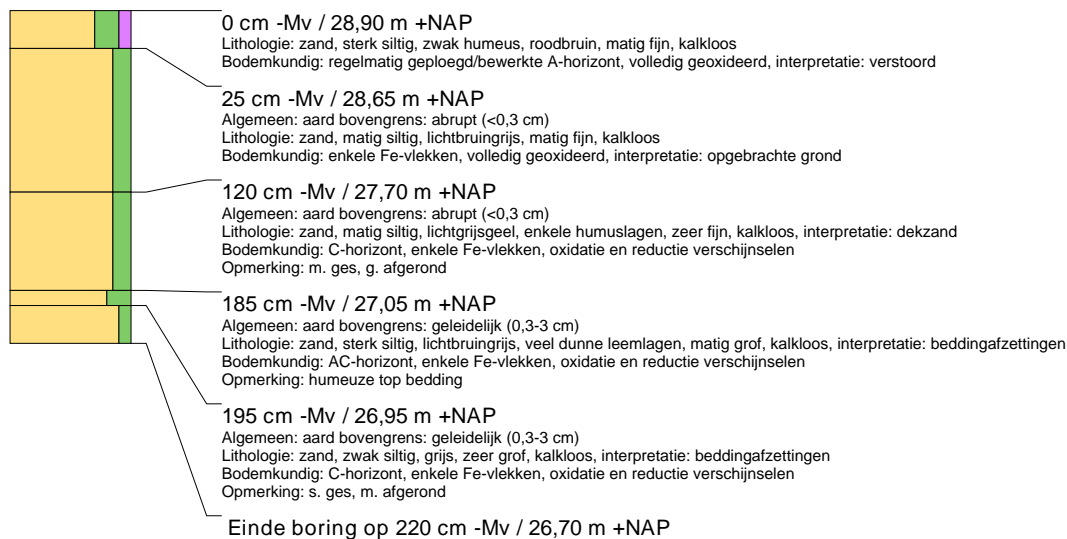 0 cm -Mv / 28,90 m +NAP
Lithologie: zand, sterk siltig, zwak humeus, roodbruin, matig fijn, kalkloos
Bodemkundig: regelmatig geploegd/bewerkte A-horizont, volledig geoxideerd, interpretatie: verstoord
25 cm -Mv / 28,65 m +NAP
Algemeen: aard bovengrens: abrupt (<0,3 cm)
Lithologie: zand, matig siltig, lichtbruingrijs, matig fijn, kalkloos
Bodemkundig: enkele Fe-vlekken, volledig geoxideerd, interpretatie: opgebrachte grond
120 cm -Mv / 27,70 m +NAP
Algemeen: aard bovengrens: abrupt (<0,3 cm)
Lithologie: zand, matig siltig, lichtgrijsgeel, enkele humuslagen, zeer fijn, kalkloos, interpretatie: dekzand
Bodemkundig: C-horizont, enkele Fe-vlekken, oxidatie en reductie verschijnselen
Opmerking: m. ges, g. afgerond
185 cm -Mv / 27,05 m +NAP
Algemeen: aard bovengrens: geleidelijk (0,3-3 cm)
Lithologie: zand, sterk siltig, lichtbruingrijs, veel dunne leemlagen, matig grof, kalkloos, interpretatie: beddingafzettingen
Bodemkundig: AC-horizont, enkele Fe-vlekken, oxidatie en reductie verschijnselen
Opmerking: humeuze top bedding
195 cm -Mv / 26,95 m +NAP
Algemeen: aard bovengrens: geleidelijk (0,3-3 cm)
Lithologie: zand, zwak siltig, grijs, zeer grof, kalkloos, interpretatie: beddingafzettingen
Bodemkundig: C-horizont, enkele Fe-vlekken, oxidatie en reductie verschijnselen
Opmerking: s. ges, m. afgerond
Einde boring op 220 cm -Mv / 26,70 m +NAP